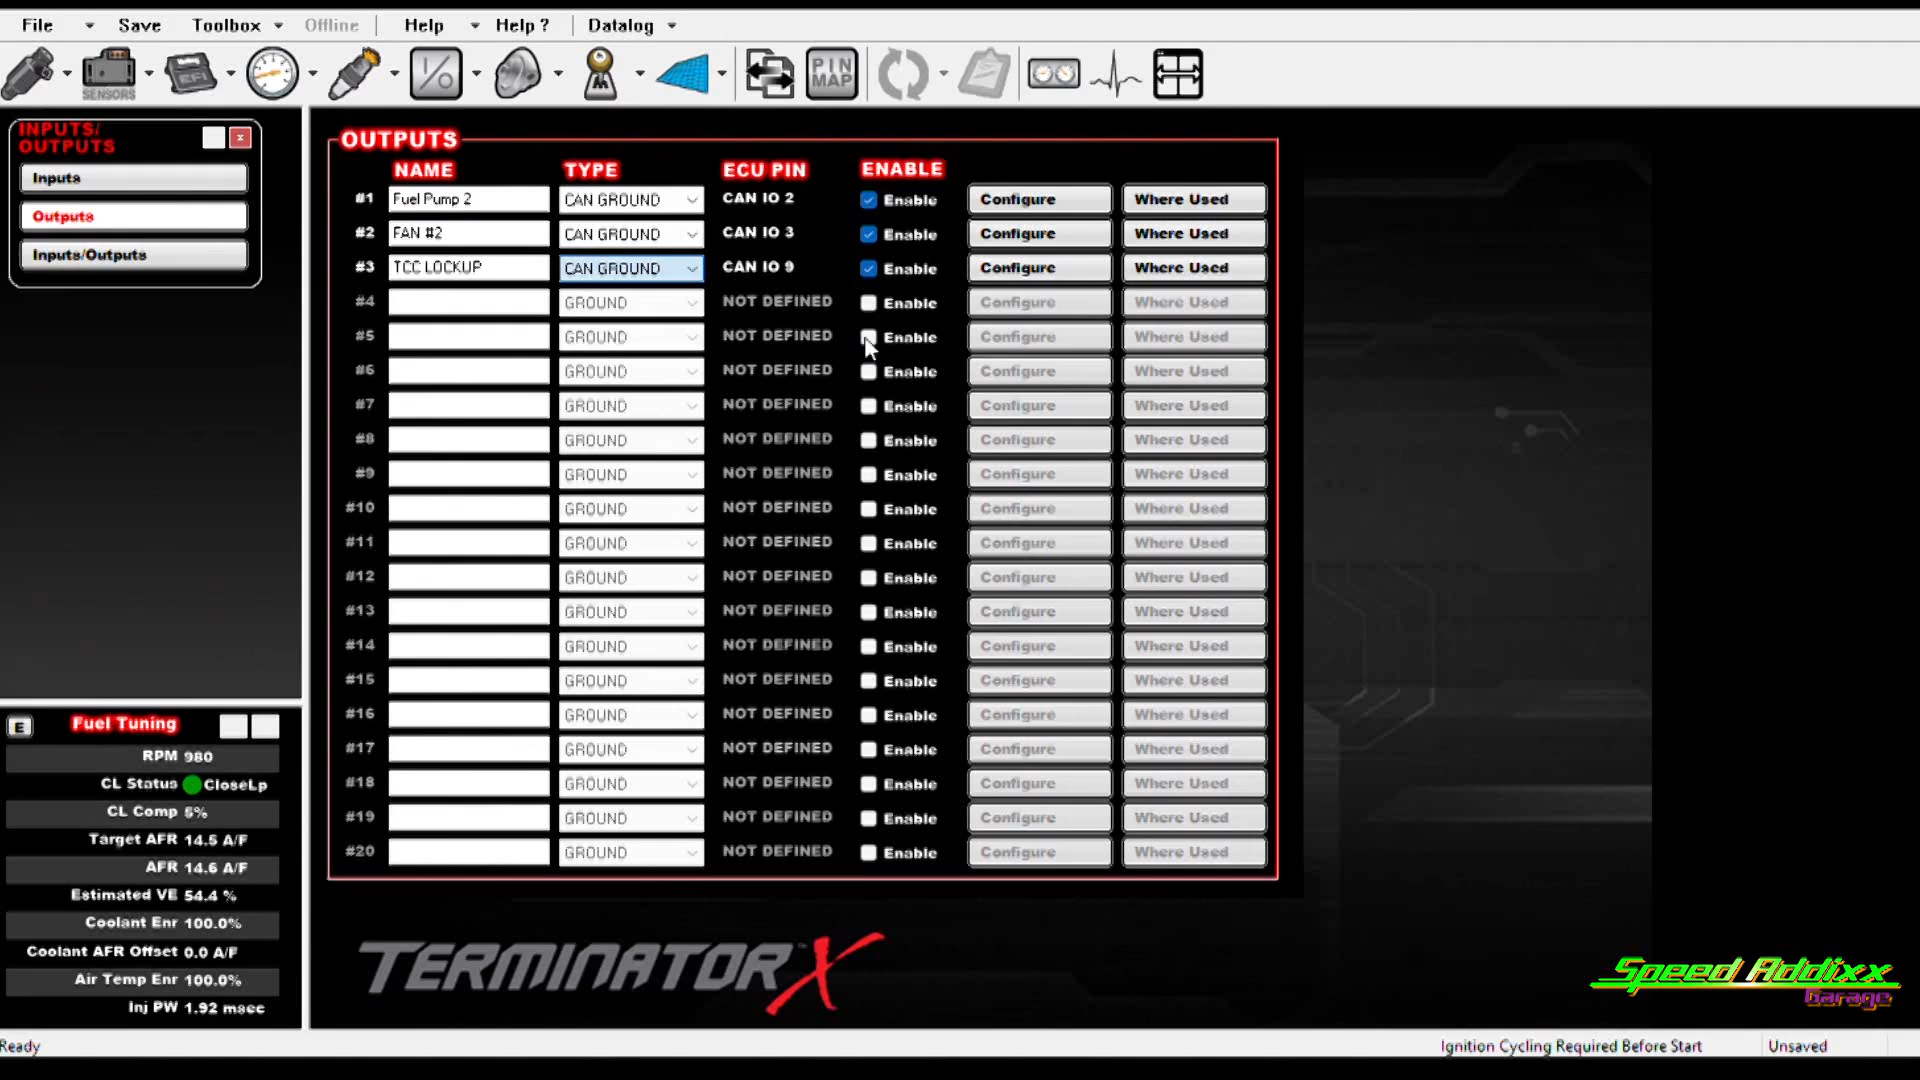 File Save Toolbox Offline Help Help ? Datalog
SENSORS EFI I/O PIN MAP
INPUTS/
OUTPUTS
Inputs
Outputs
Inputs/Outputs
OUTPUTS
NAME TYPE ECU PIN ENABLE
#1 Fuel Pump 2 CAN GROUND CAN IO 2 Enable Configure Where Used
#2 FAN #2 CAN GROUND CAN IO 3 Enable Configure Where Used
#3 TCC LOCKUP CAN GROUND CAN IO 9 Enable Configure Where Used
#4 GROUND NOT DEFINED Enable Configure Where Used
#5 GROUND NOT DEFINED Enable Configure Where Used
#6 GROUND NOT DEFINED Enable Configure Where Used
#7 GROUND NOT DEFINED Enable Configure Where Used
#8 GROUND NOT DEFINED Enable Configure Where Used
#9 GROUND NOT DEFINED Enable Configure Where Used
#10 GROUND NOT DEFINED Enable Configure Where Used
#11 GROUND NOT DEFINED Enable Configure Where Used
#12 GROUND NOT DEFINED Enable Configure Where Used
#13 GROUND NOT DEFINED Enable Configure Where Used
#14 GROUND NOT DEFINED Enable Configure Where Used
#15 GROUND NOT DEFINED Enable Configure Where Used
#16 GROUND NOT DEFINED Enable Configure Where Used
#17 GROUND NOT DEFINED Enable Configure Where Used
#18 GROUND NOT DEFINED Enable Configure Where Used
#19 GROUND NOT DEFINED Enable Configure Where Used
#20 GROUND NOT DEFINED Enable Configure Where Used
E Fuel Tuning
RPM 980
CL Status CloseLp
CL Comp 5%
Target AFR 14.5 A/F
AFR 14.6 A/F
Estimated VE 54.4 %
Coolant Enr 100.0%
Coolant AFR Offset 0.0 A/F
Air Temp Enr 100.0%
Inj PW 1.92 msec
TERMINATOR X
Speed Addixx
Garage
Ready Ignition Cycling Required Before Start Unsaved